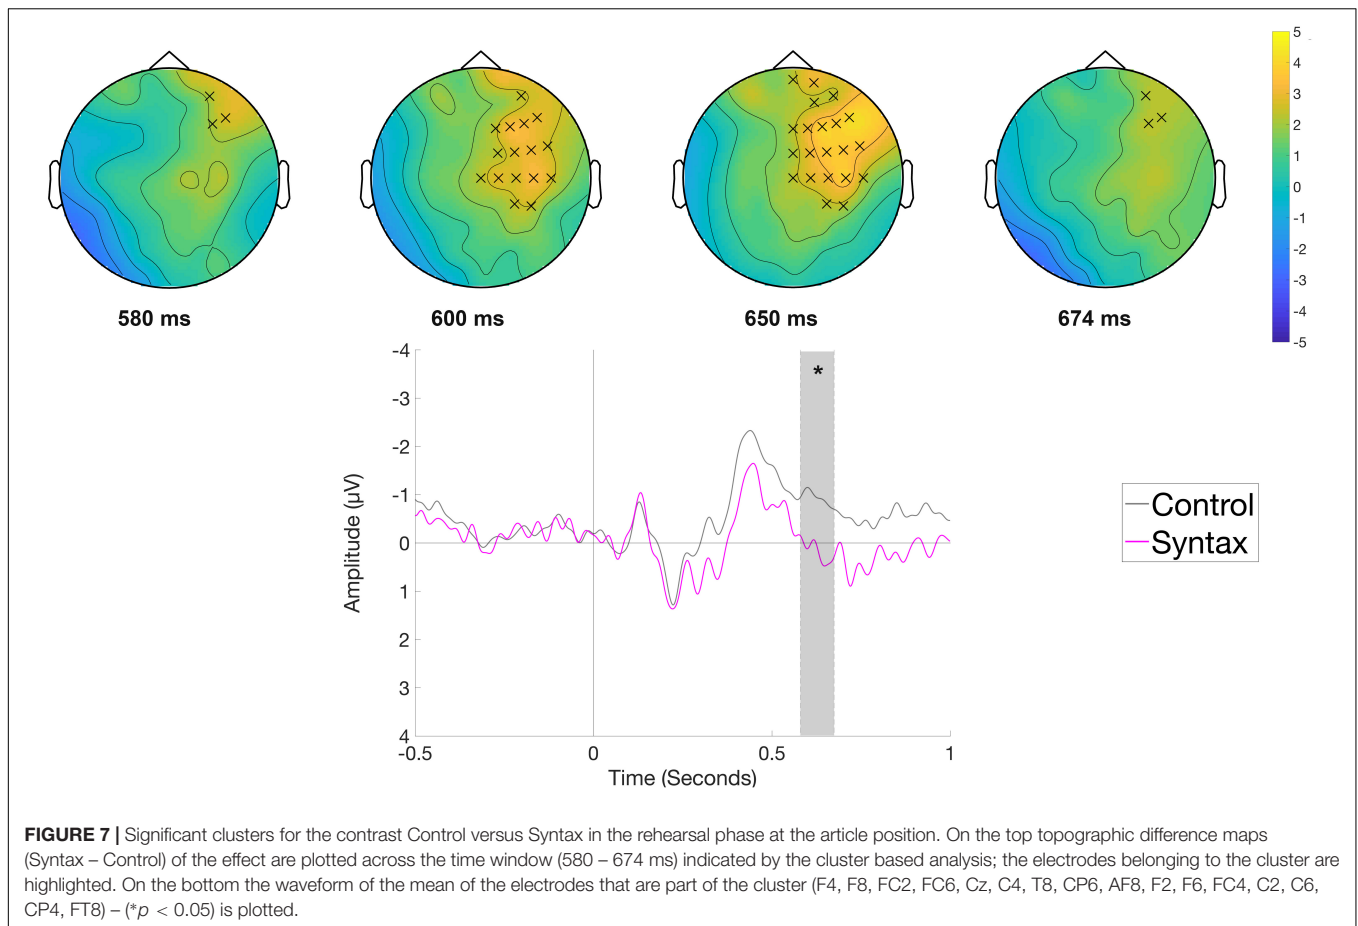 5
4
3
2
1
0
-1
-2
-3
-4
-5
580 ms
600 ms
650 ms
674 ms
-4
-3
-2
-1
0
1
2
3
4
Amplitude (µV)
*
-0.5
0
0.5
1
Time (Seconds)
Control
Syntax
FIGURE 7 | Significant clusters for the contrast Control versus Syntax in the rehearsal phase at the article position. On the top topographic difference maps
(Syntax – Control) of the effect are plotted across the time window (580 – 674 ms) indicated by the cluster based analysis; the electrodes belonging to the cluster are
highlighted. On the bottom the waveform of the mean of the electrodes that are part of the cluster (F4, F8, FC2, FC6, Cz, C4, T8, CP6, AF8, F2, F6, FC4, C2, C6,
CP4, FT8) – (*p < 0.05) is plotted.